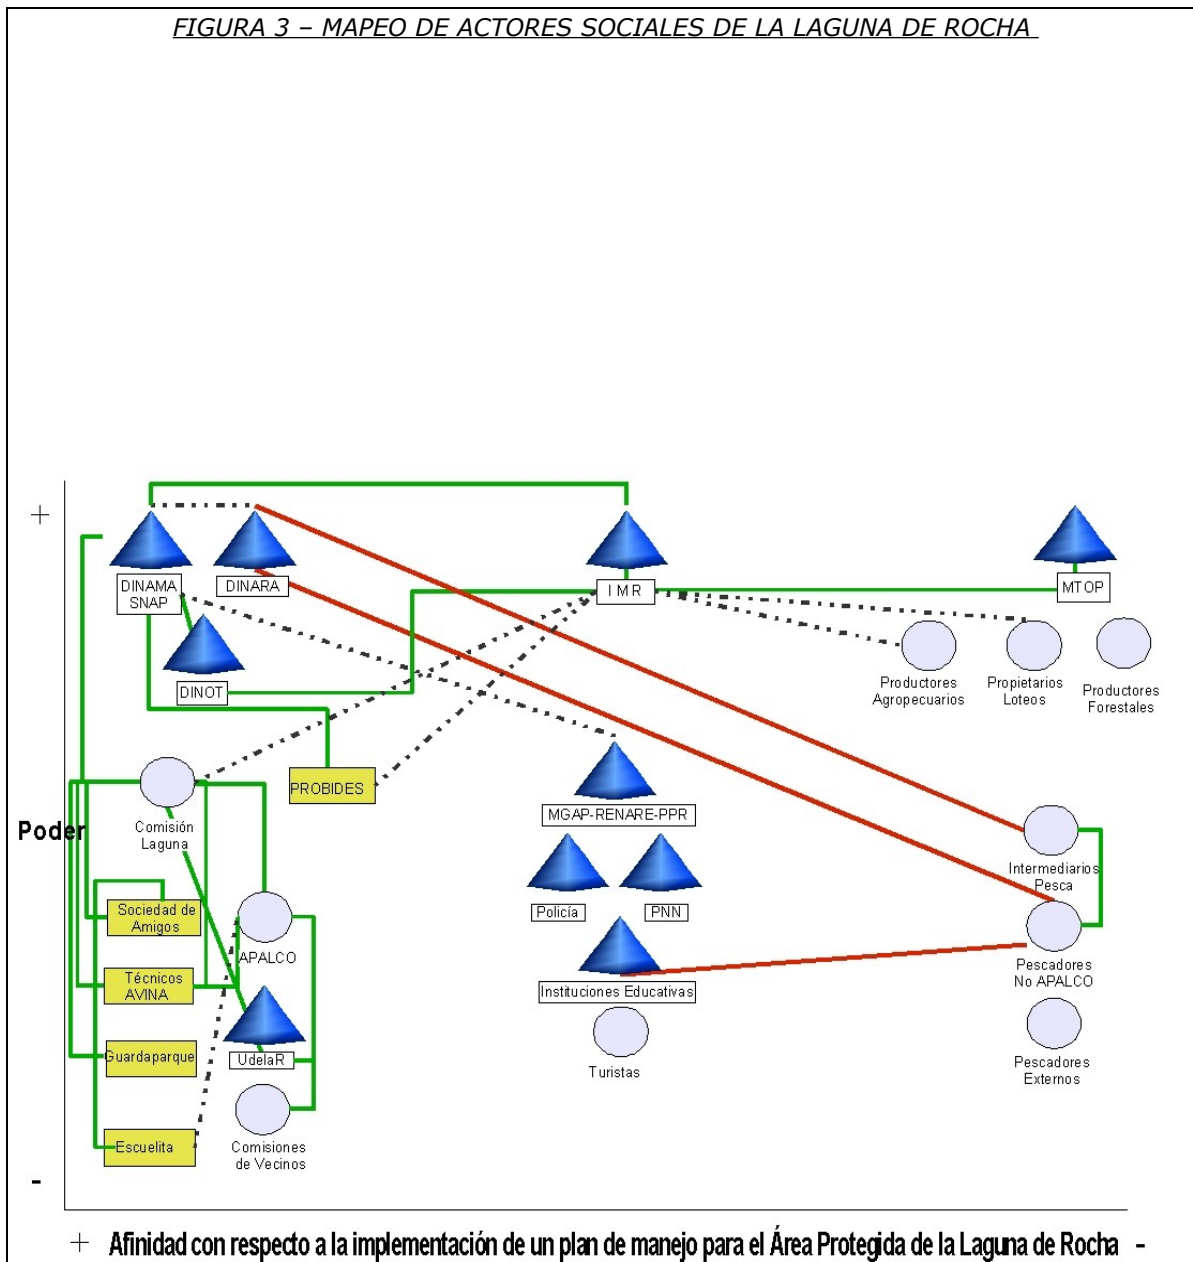 FIGURA 3 – MAPEO DE ACTORES SOCIALES DE LA LAGUNA DE ROCHA
+
DINAMA
SNAP
DINARA
I M R
MTOP
DINOT
Productores
Agropecuarios
Propietarios
Loteos
Productores
Forestales
PROBIDES
MGAP-RENARE-PPR
Poder
Comisión
Laguna
Intermediarios
Pesca
Policía
PNN
Sociedad de
Amigos
APALCO
Técnicos
AVINA
Instituciones Educativas
Pescadores
No APALCO
Guardaparque
UdelaR
Turistas
Pescadores
Externos
Escuelita
Comisiones
de Vecinos
-
+ Afinidad con respecto a la implementación de un plan de manejo para el Área Protegida de la Laguna de Rocha -